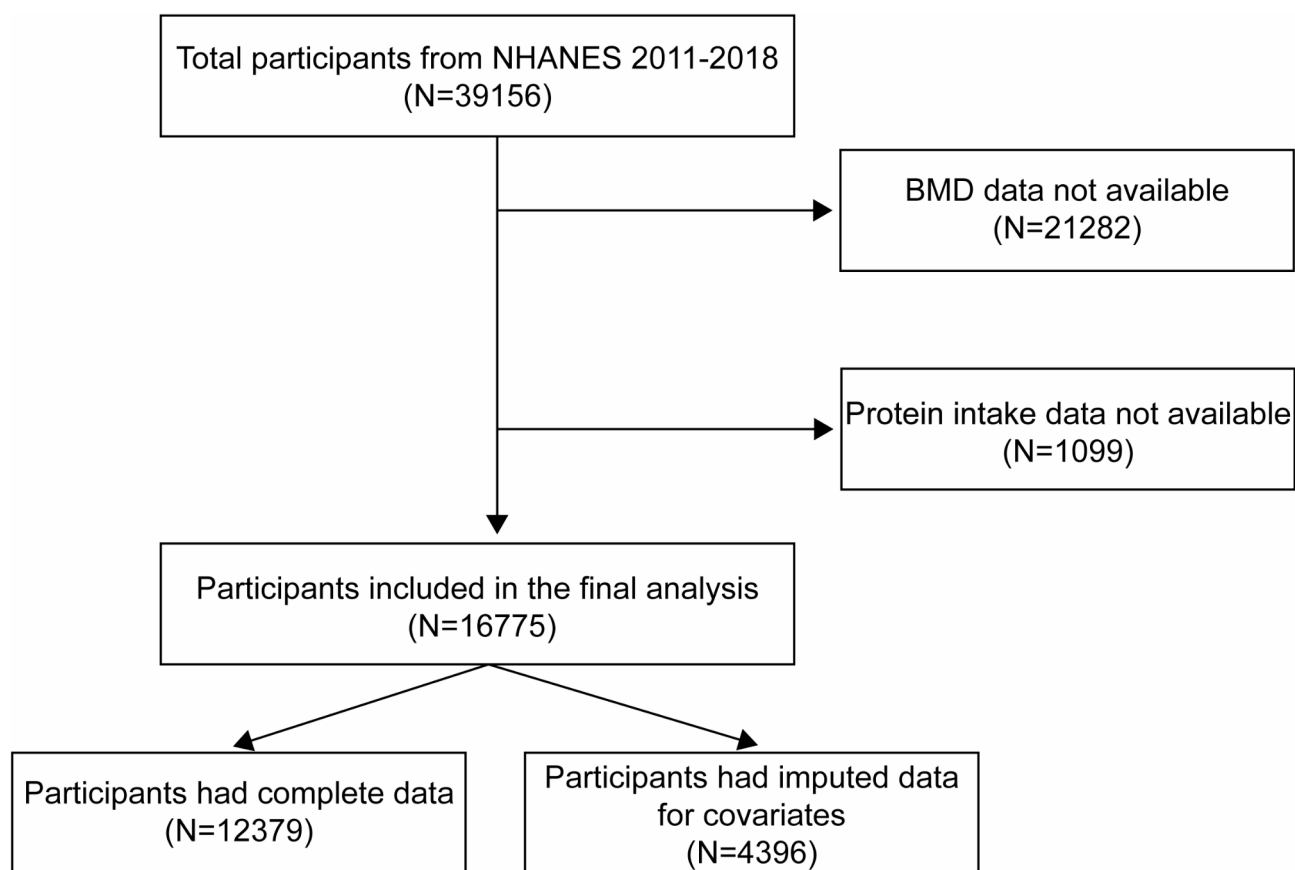 Total participants from NHANES 2011-2018
(N=39156)
BMD data not available
(N=21282)
Protein intake data not available
(N=1099)
Participants included in the final analysis
(N=16775)
Participants had complete data
(N=12379)
Participants had imputed data
for covariates
(N=4396)